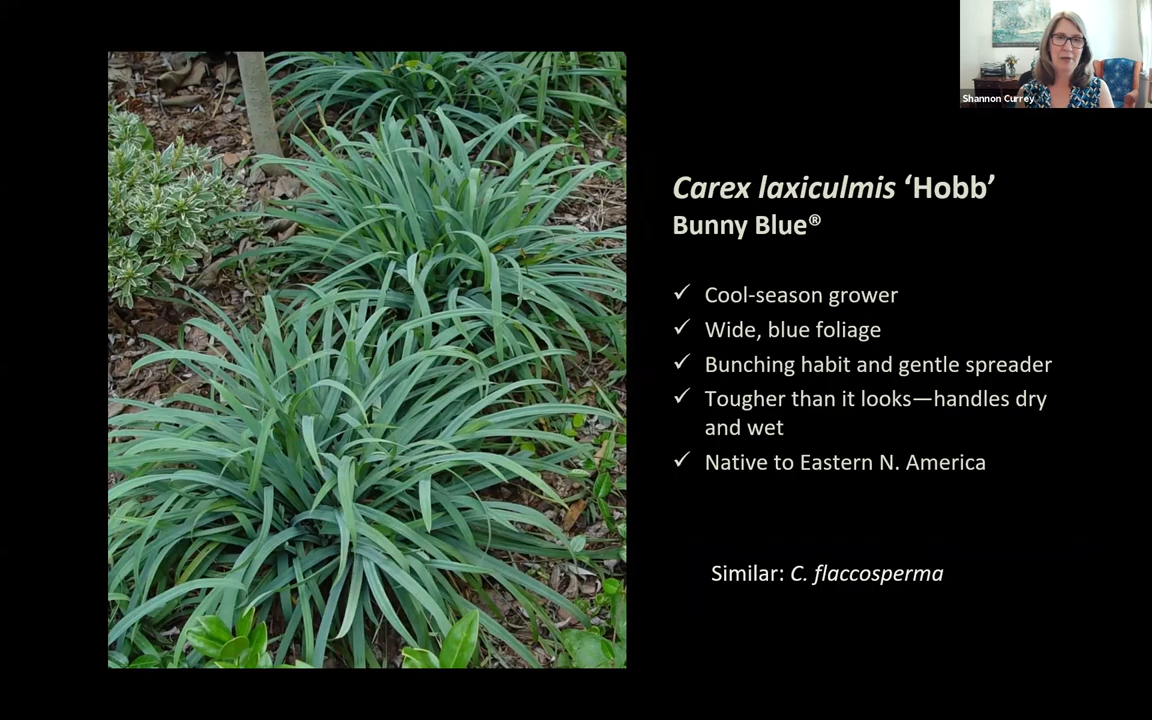 Shannon Currey
Carex laxiculmis ‘Hobb’
Bunny Blue®
✓ Cool-season grower
✓ Wide, blue foliage
✓ Bunching habit and gentle spreader
✓ Tougher than it looks—handles dry
and wet
✓ Native to Eastern N. America
Similar: C. flaccosperma